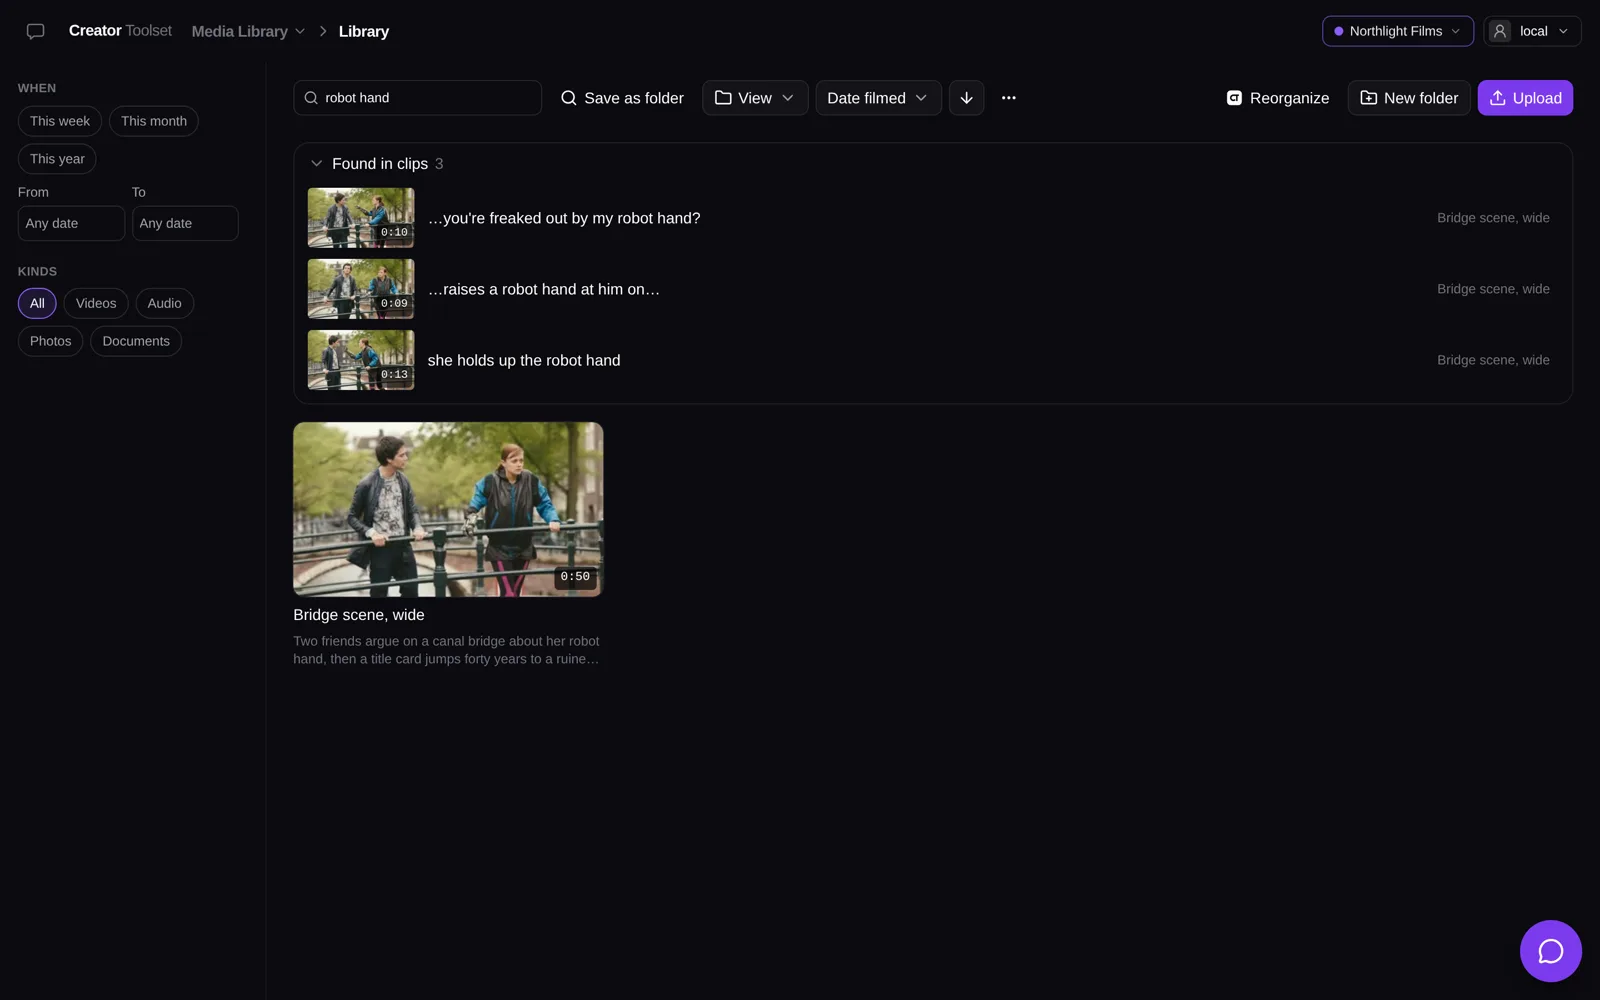 Creator Toolset Media Library Library Northlight Films local
WHEN
This week This month
This year
From To
Any date Any date
KINDS
All Videos Audio
Photos Documents
robot hand Save as folder View Date filmed Reorganize New folder Upload
Found in clips 3
0:10 …you're freaked out by my robot hand? Bridge scene, wide
0:09 …raises a robot hand at him on… Bridge scene, wide
0:13 she holds up the robot hand Bridge scene, wide
0:50
Bridge scene, wide
Two friends argue on a canal bridge about her robot
hand, then a title card jumps forty years to a ruine…